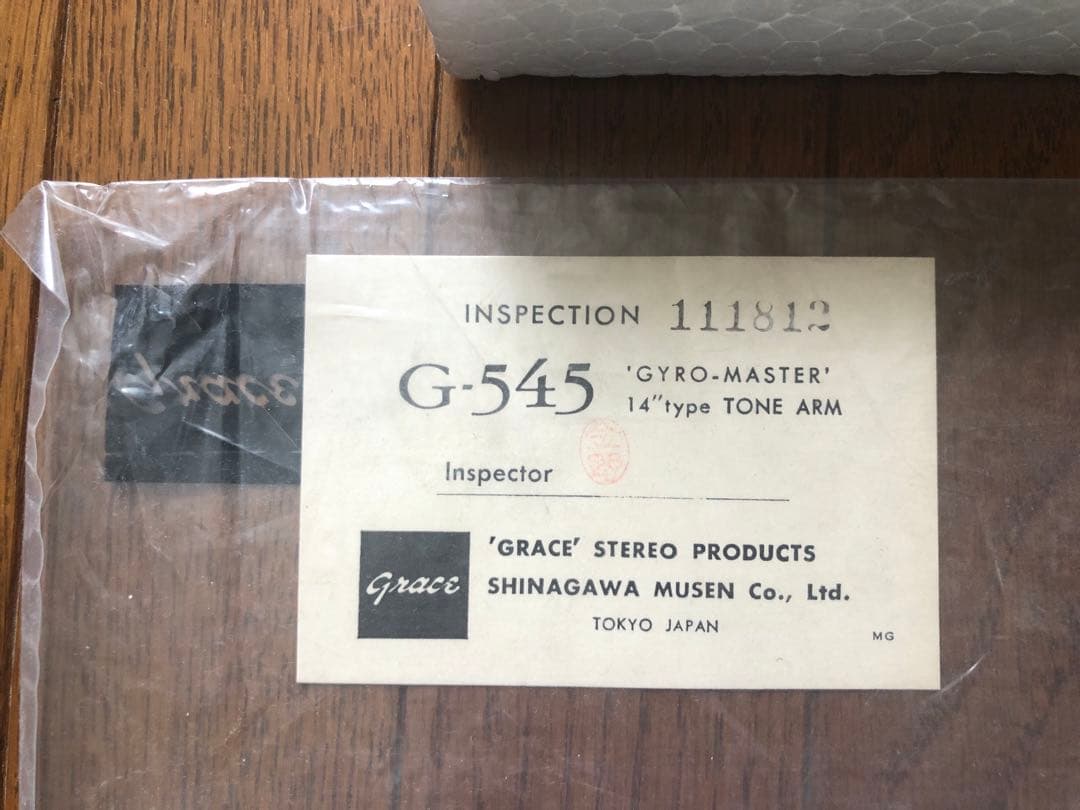 INSPECTION 111812
G-545 'GYRO-MASTER'
14"type TONE ARM
Inspector
Grace
'GRACE' STEREO PRODUCTS
SHINAGAWA MUSEN Co., Ltd.
TOKYO JAPAN
MG
Grace